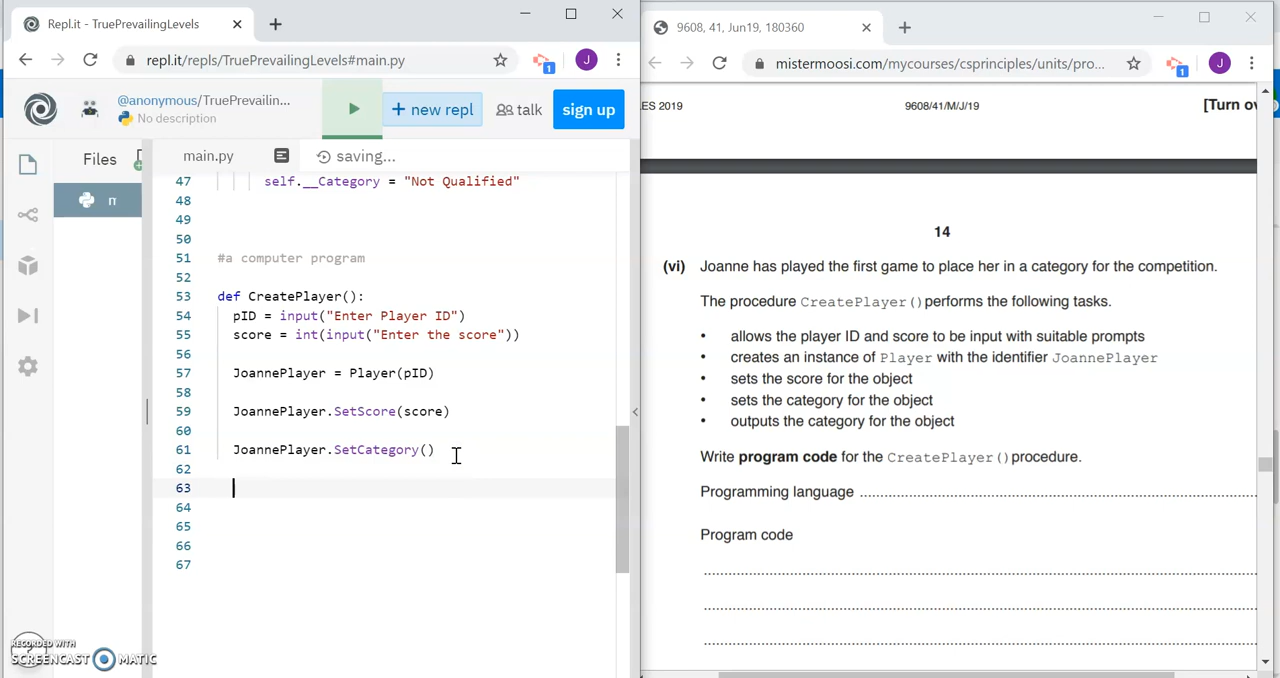 Repl.it - TruePrevailingLevels
repl.it/repls/TruePrevailingLevels#main.py
1
J
@anonymous/TruePrevailin...
No description
+ new repl
talk
sign up
Files
main.py
saving...
47 self.__Category = "Not Qualified"
48
49
50
51 #a computer program
52
53 def CreatePlayer():
54 pID = input("Enter Player ID")
55 score = int(input("Enter the score"))
56
57 JoannePlayer = Player(pID)
58
59 JoannePlayer.SetScore(score)
60
61 JoannePlayer.SetCategory()
62
63
64
65
66
67
RECORDED WITH
SCREENCAST MATIC
9608, 41, Jun19, 180360
mistermoosi.com/mycourses/csprinciples/units/pro...
1
J
ES 2019 9608/41/M/J/19 [Turn ov
14
(vi) Joanne has played the first game to place her in a category for the competition.
The procedure CreatePlayer() performs the following tasks.
• allows the player ID and score to be input with suitable prompts
• creates an instance of Player with the identifier JoannePlayer
• sets the score for the object
• sets the category for the object
• outputs the category for the object
Write program code for the CreatePlayer() procedure.
Programming language
Program code